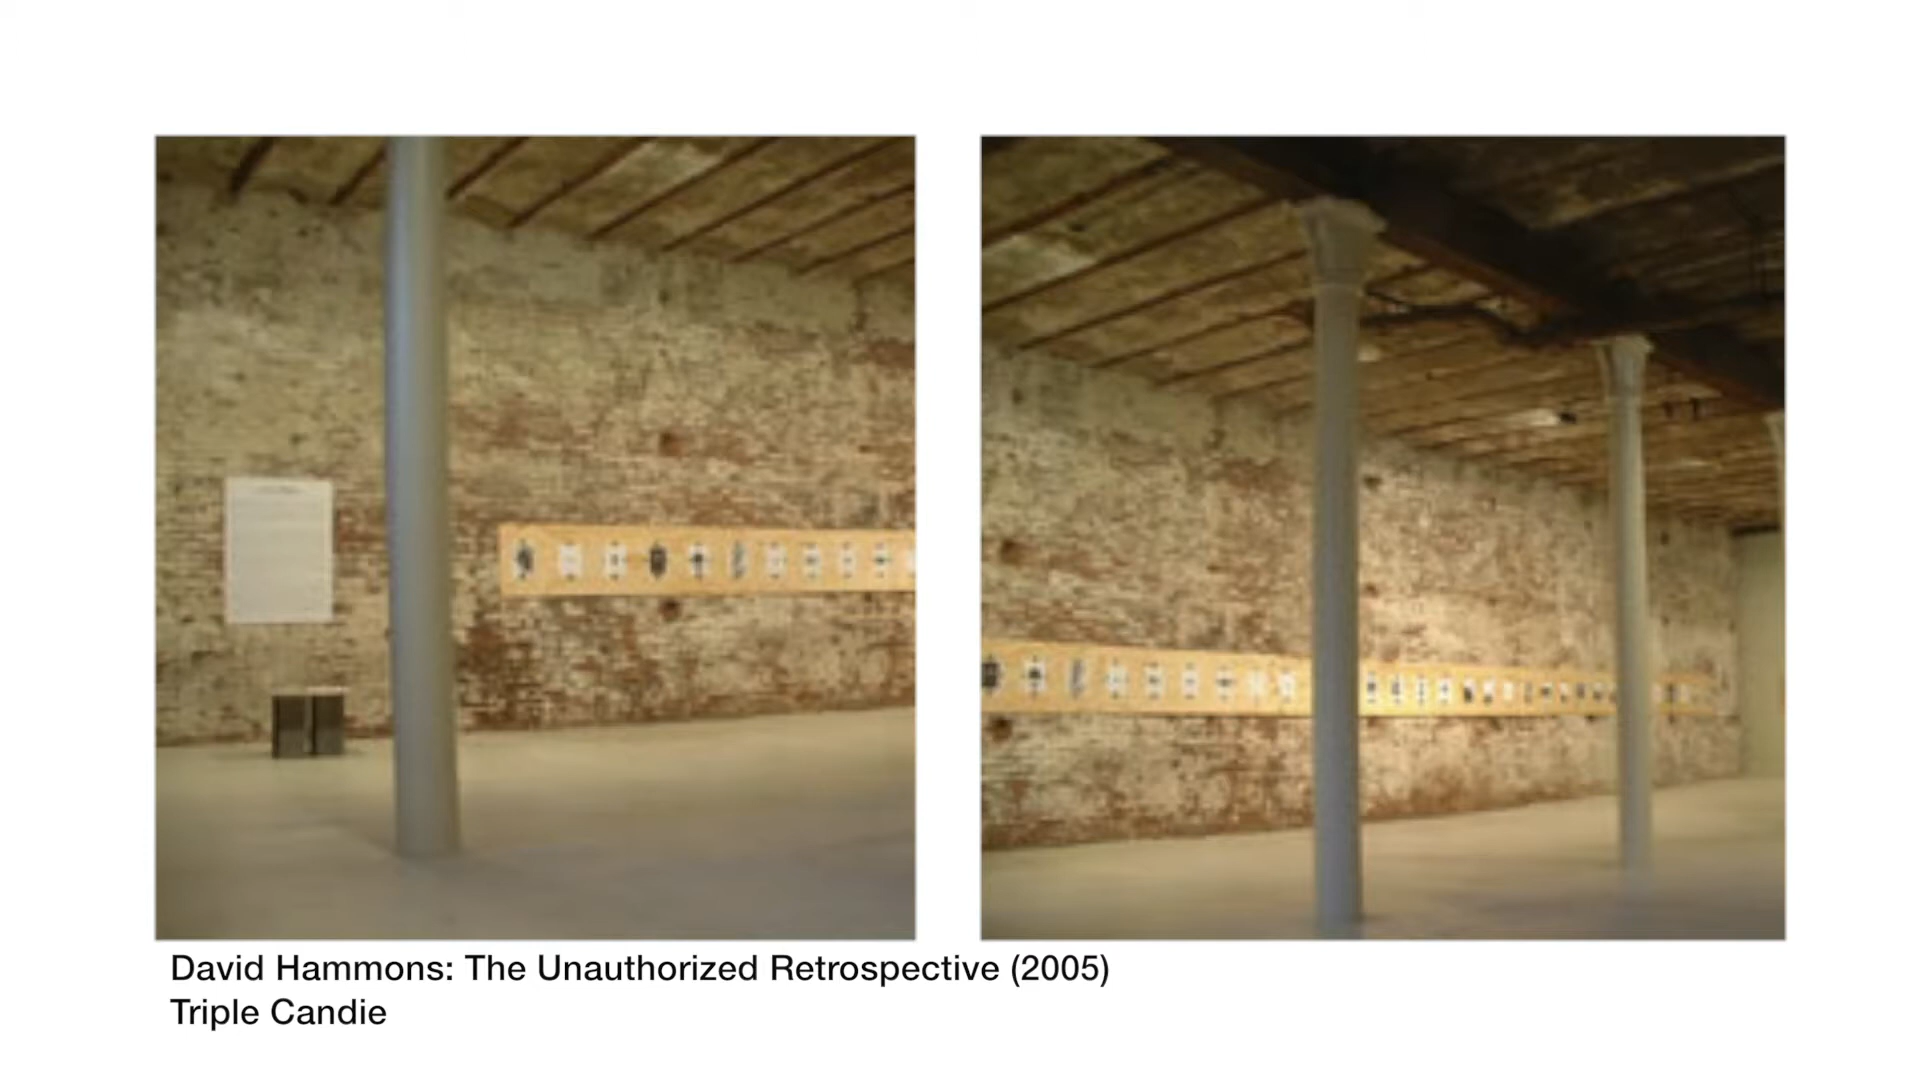 David Hammons: The Unauthorized Retrospective (2005)
Triple Candie